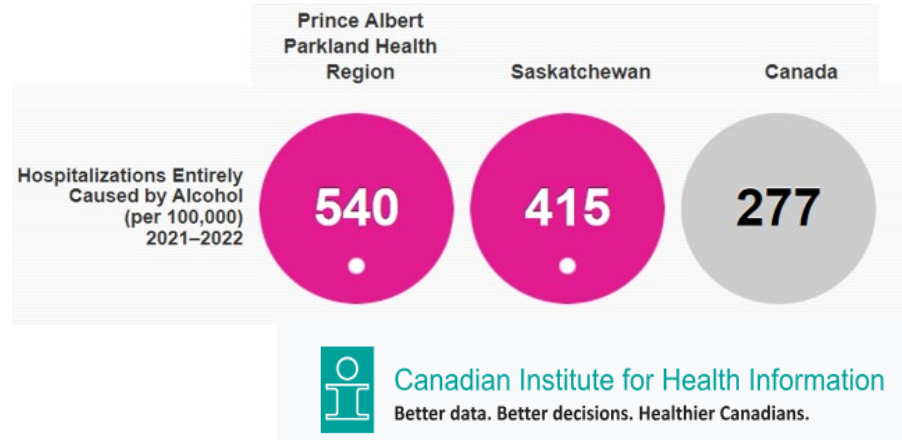 Prince Albert
Parkland Health
Region
Saskatchewan
Canada
Hospitalizations Entirely
Caused by Alcohol
(per 100,000)
2021–2022
540
415
277
Canadian Institute for Health Information
Better data. Better decisions. Healthier Canadians.